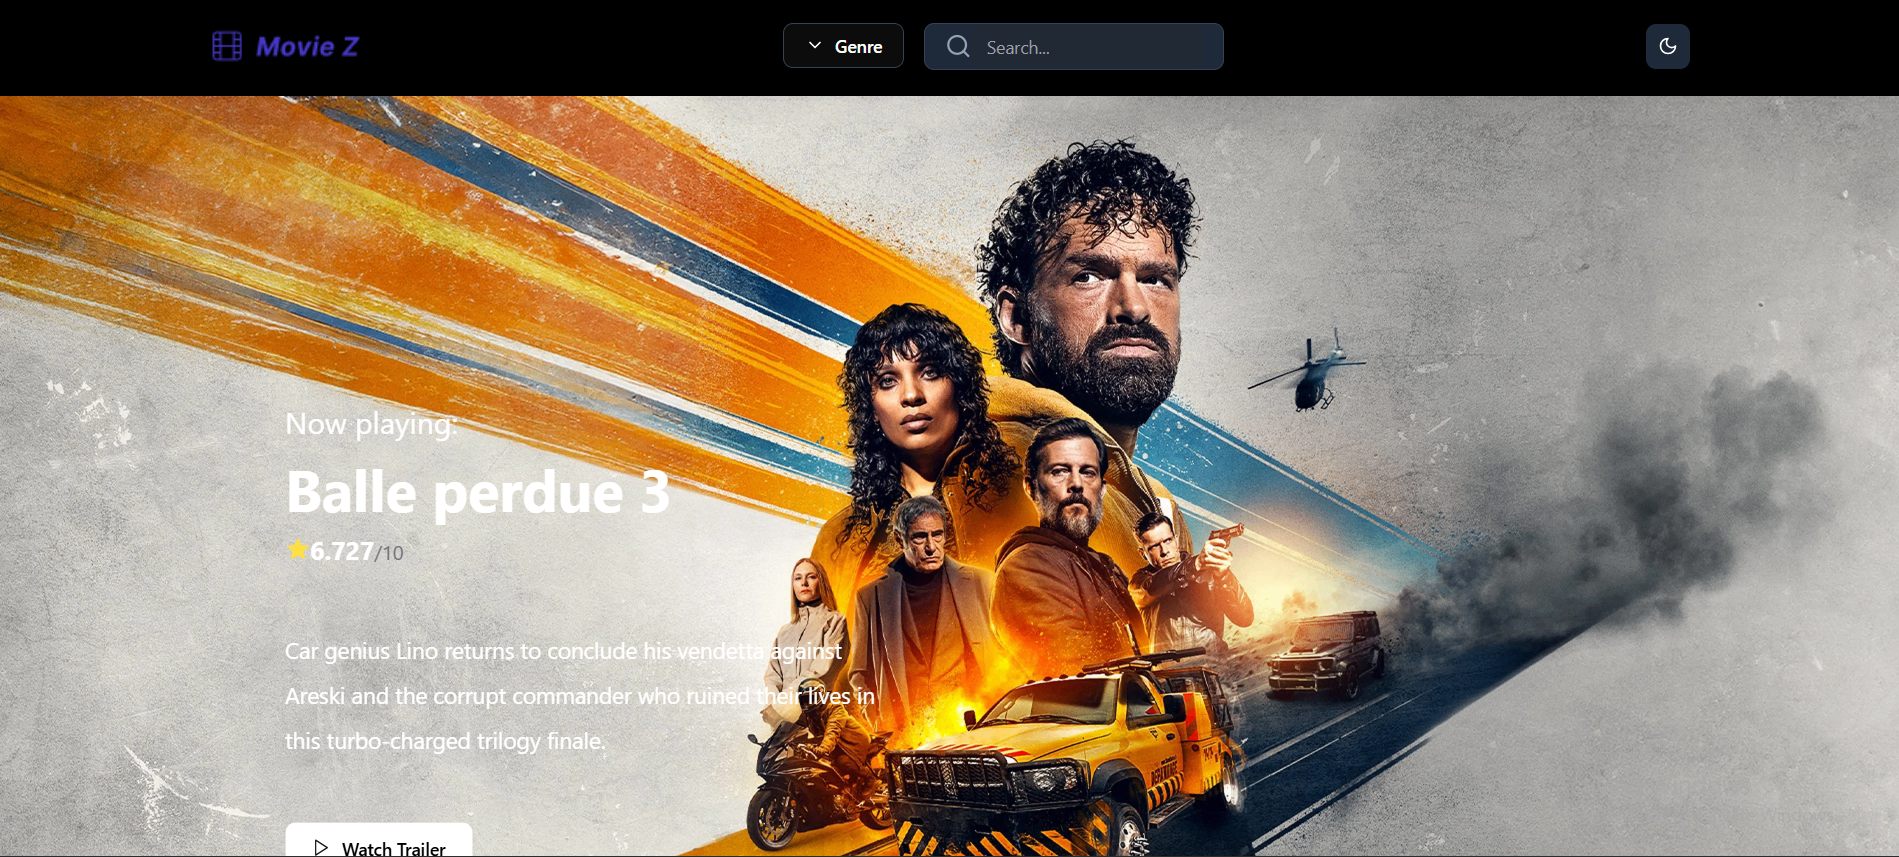 Movie Z
Genre
Search...
Now playing:
Balle perdue 3
6.727/10
Car genius Lino returns to conclude his vendetta against
Areski and the corrupt commander who ruined their lives in
this turbo-charged trilogy finale.
Watch Trailer